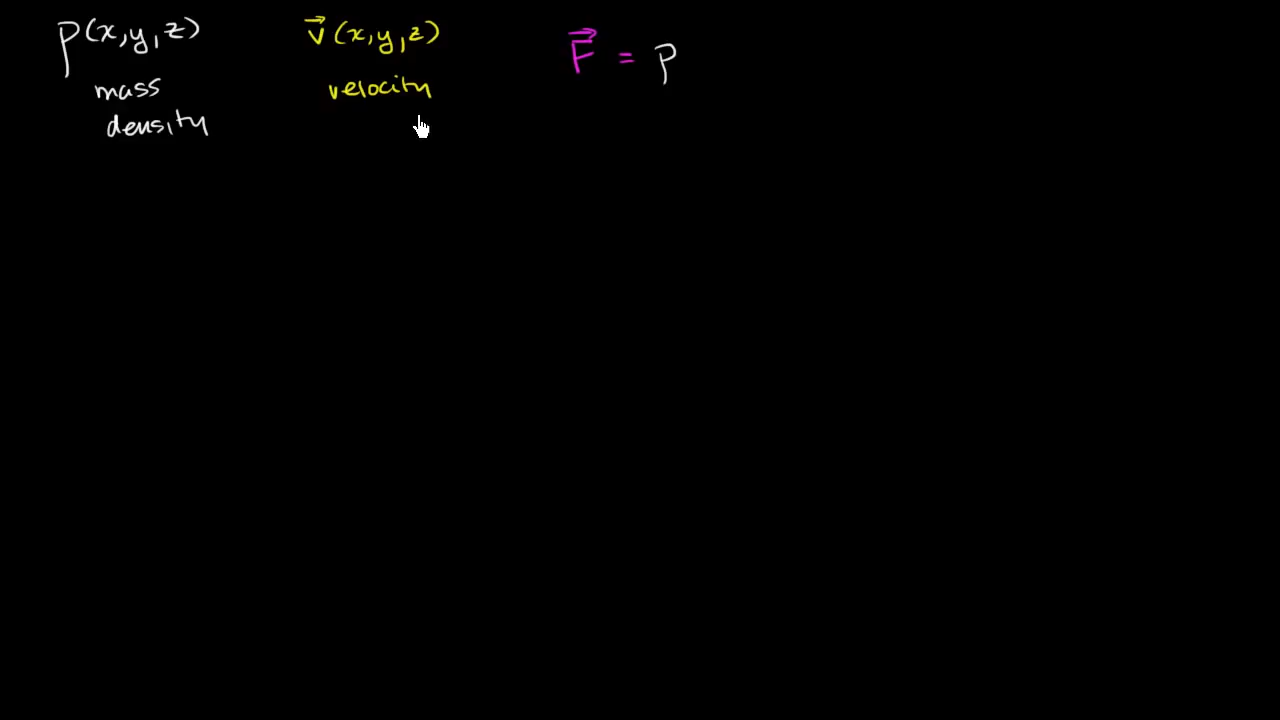 ρ(x,y,z)
mass
density
v⃗(x,y,z)
velocity
F⃗ = ρ